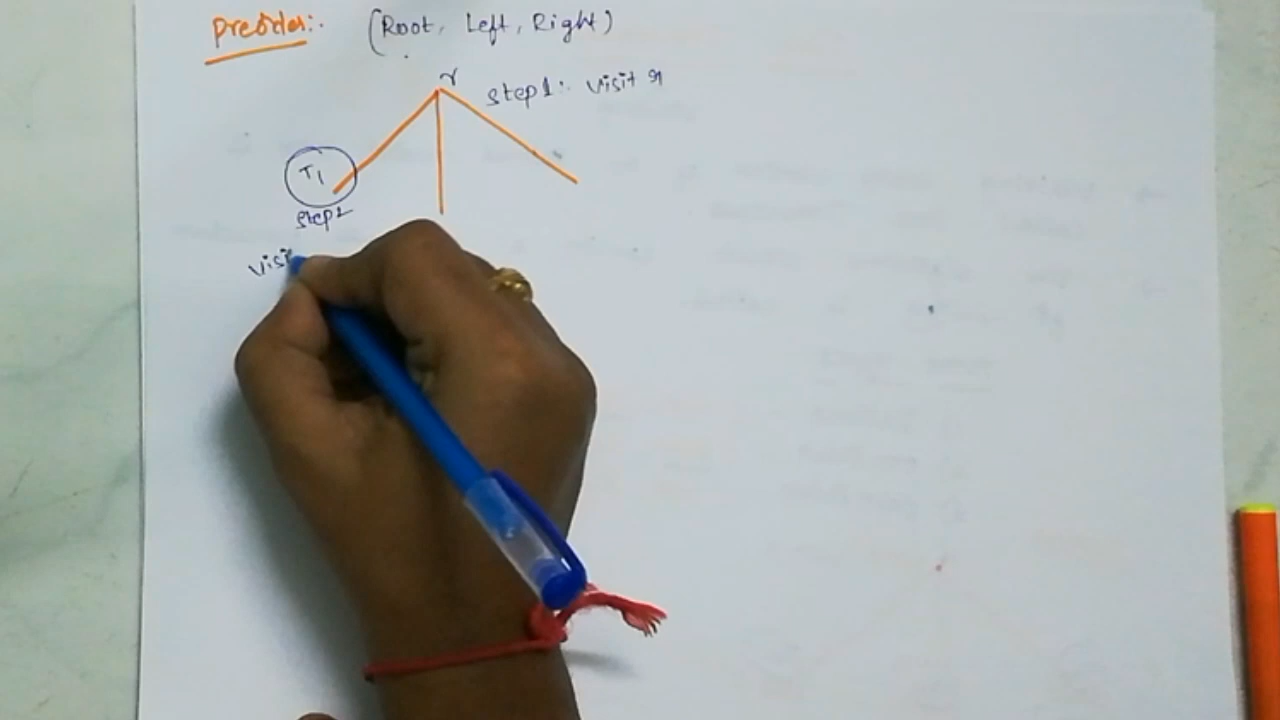 Preorder:. (Root, Left, Right)
r
step1:. visit r
T1
step2
visi